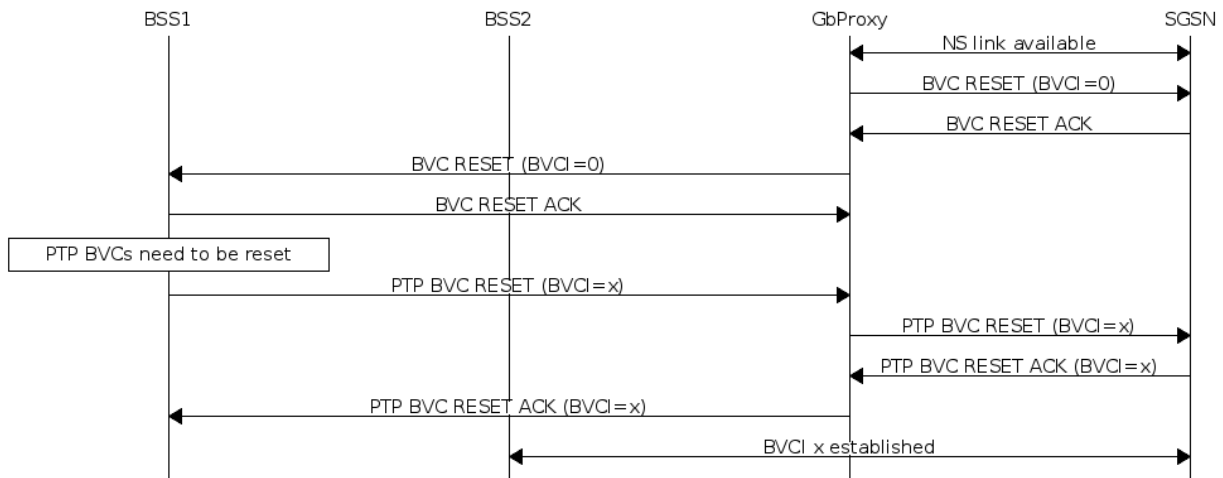 BSS1 BSS2 GbProxy SGSN
NS link available
BVC RESET (BVCI=0)
BVC RESET ACK
BVC RESET (BVCI=0)
BVC RESET ACK
PTP BVCs need to be reset
PTP BVC RESET (BVCI=x)
PTP BVC RESET (BVCI=x)
PTP BVC RESET ACK (BVCI=x)
PTP BVC RESET ACK (BVCI=x)
BVCI x established